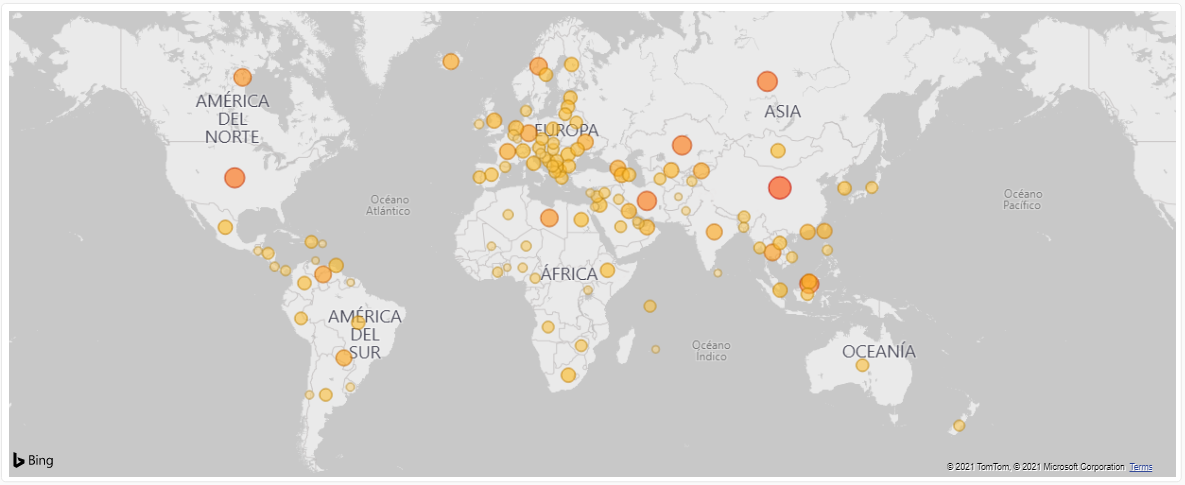 AMÉRICA
DEL
NORTE
EUROPA
ASIA
Océano
Atlántico
Océano
Pacífico
ÁFRICA
AMÉRICA
DEL
SUR
Océano
Índico
OCEANÍA
Bing
© 2021 TomTom, © 2021 Microsoft Corporation Terms